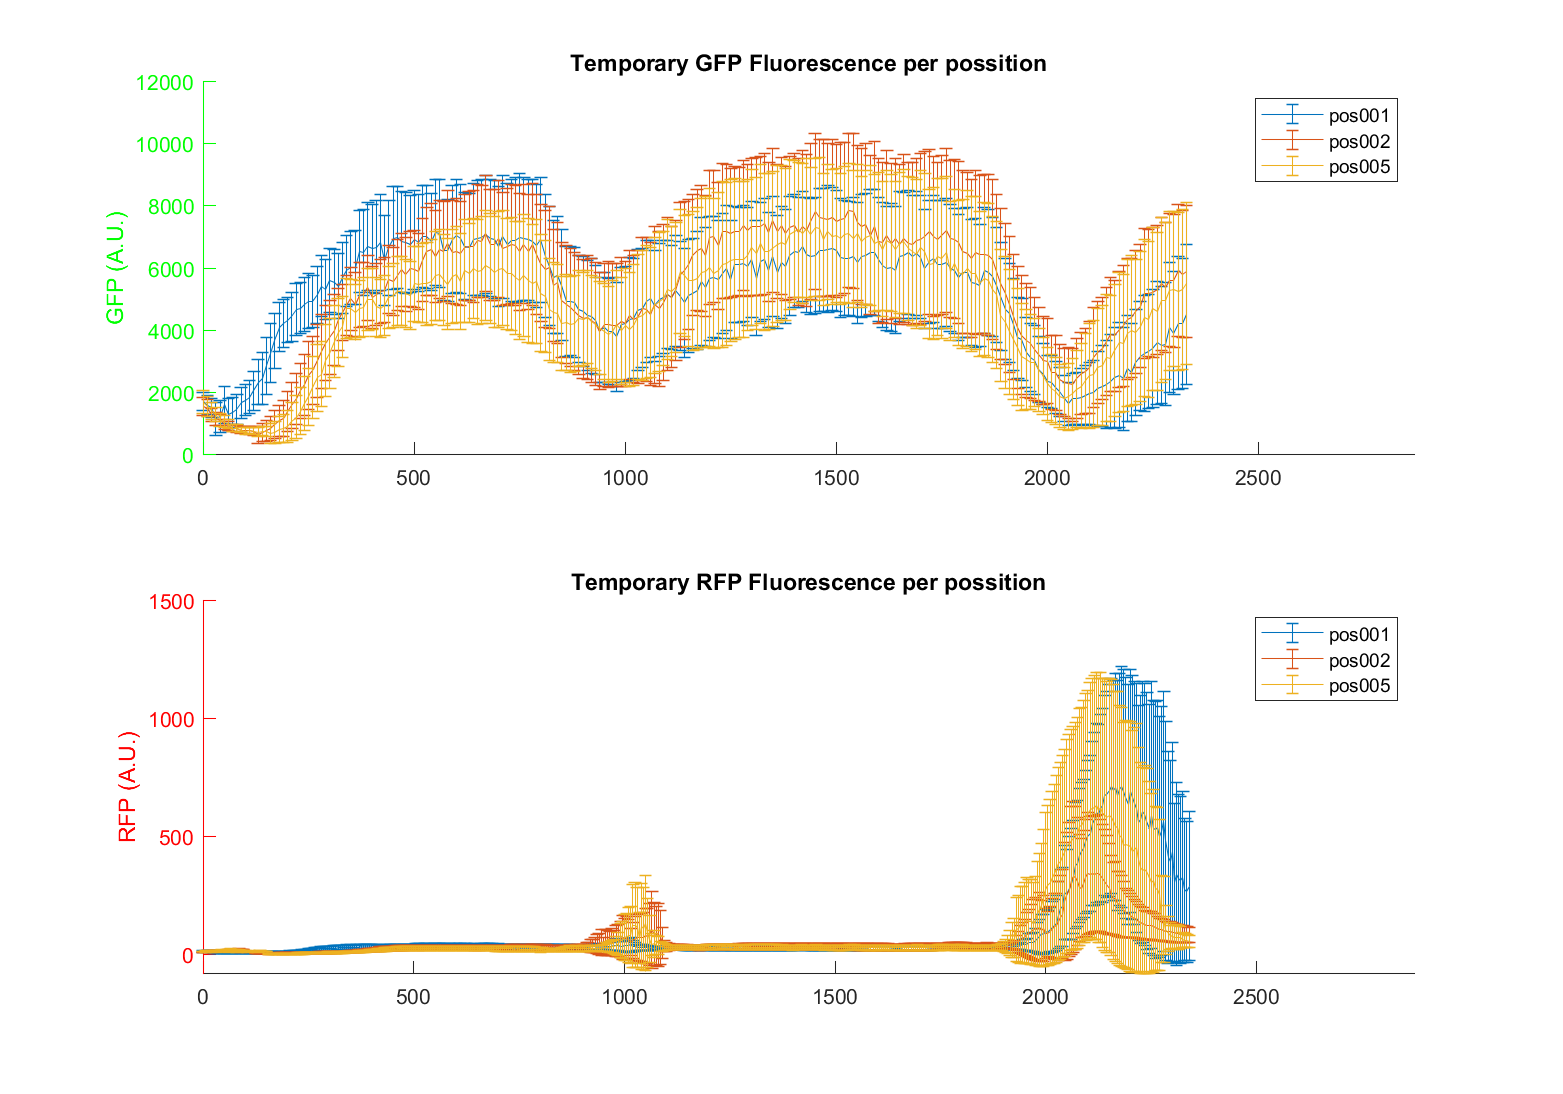 Temporary GFP Fluorescence per possition
12000
10000
8000
6000
4000
2000
0
GFP (A.U.)
pos001
pos002
pos005
0 500 1000 1500 2000 2500
Temporary RFP Fluorescence per possition
1500
1000
500
0
RFP (A.U.)
pos001
pos002
pos005
0 500 1000 1500 2000 2500